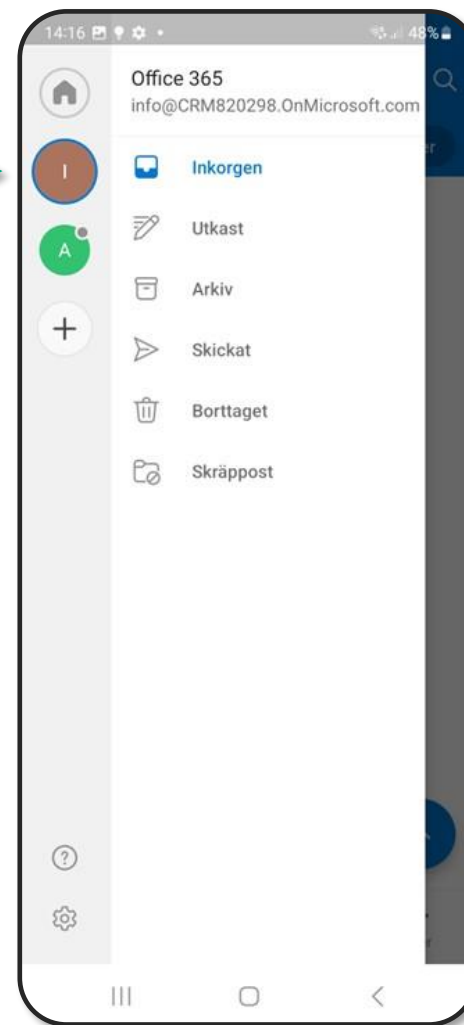 14:16
48%
Office 365
info@CRM820298.OnMicrosoft.com
I
Inkorgen
A
Utkast
Arkiv
Skickat
Borttaget
Skräppost